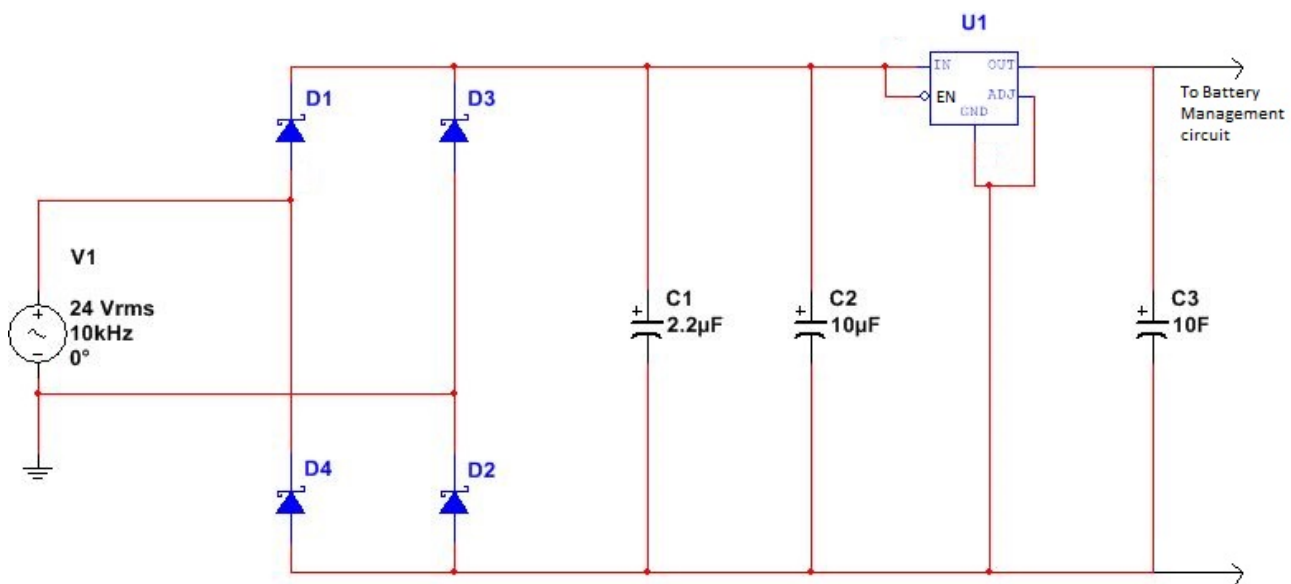 U1
IN OUT
EN ADJ
GND
D1
D3
To Battery
Management
circuit
V1
24 Vrms
10kHz
0°
C1
2.2µF
C2
10µF
C3
10F
D4
D2